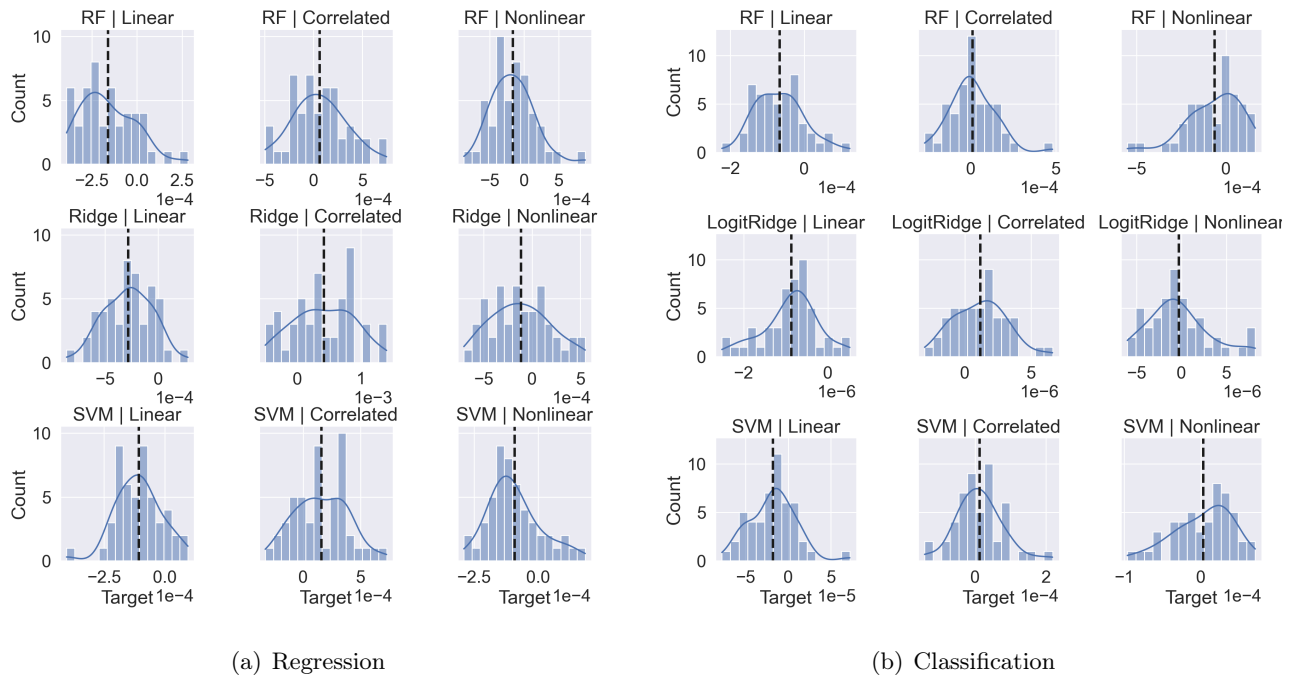 RF | Linear RF | Correlated RF | Nonlinear
10
5
0
Count
−2.5 0.0 2.5
1e−4
−5 0 5
1e−4
−5 0 5
1e−4
Ridge | Linear Ridge | Correlated Ridge | Nonlinear
10
5
0
Count
−5 0
1e−4
0 1
1e−3
−5 0 5
1e−4
SVM | Linear SVM | Correlated SVM | Nonlinear
10
5
0
Count
−2.5 0.0
Target 1e−4
0 5
Target 1e−4
−2.5 0.0
Target 1e−4
(a) Regression
RF | Linear RF | Correlated RF | Nonlinear
10
5
0
Count
−2 0
1e−4
0 5
1e−4
−5 0
1e−4
LogitRidge | Linear LogitRidge | Correlated LogitRidge | Nonlinear
10
5
0
Count
−2 0
1e−6
0 5
1e−6
−5 0 5
1e−6
SVM | Linear SVM | Correlated SVM | Nonlinear
10
5
0
Count
−5 0 5
Target 1e−5
0 2
Target 1e−4
−1 0
Target 1e−4
(b) Classification